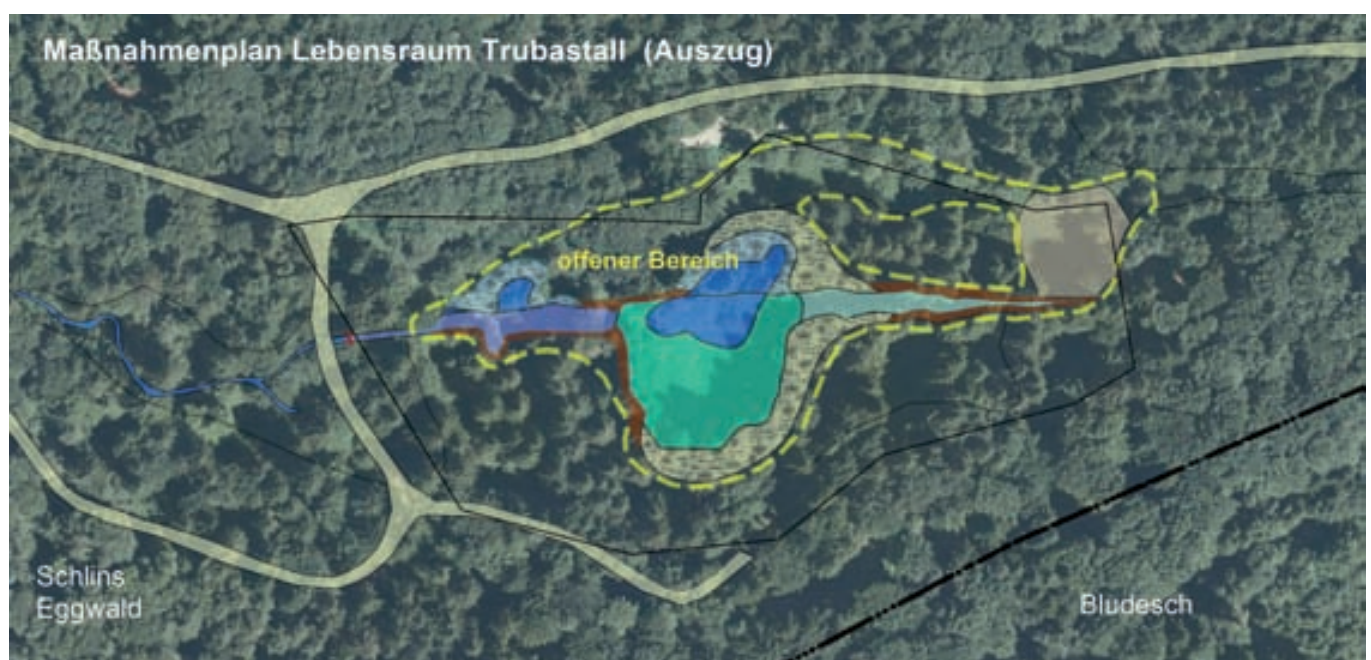 Maßnahmenplan Lebensraum Trubastall (Auszug)
offener Bereich
Schlins
Eggwald
Bludesch